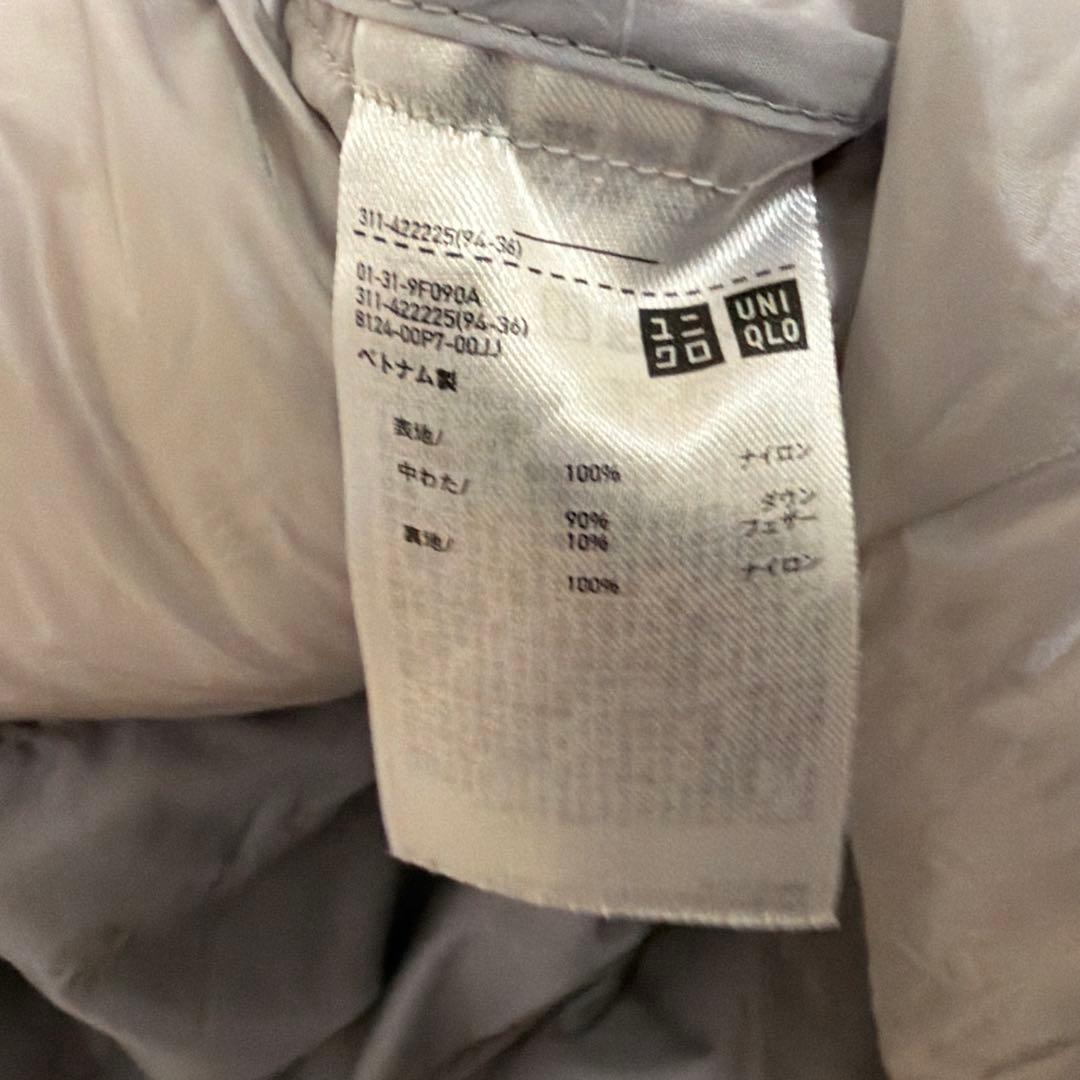 311-422225(94-36)
01-31-9F090A
311-422225(94-36)
8124-00P7-00JJ
ベトナム製
ユニ
クロ
UNI
QLO
表地/
ナイロン
100%
中わた/
ダウン
90%
フェザー
10%
裏地/
ナイロン
100%